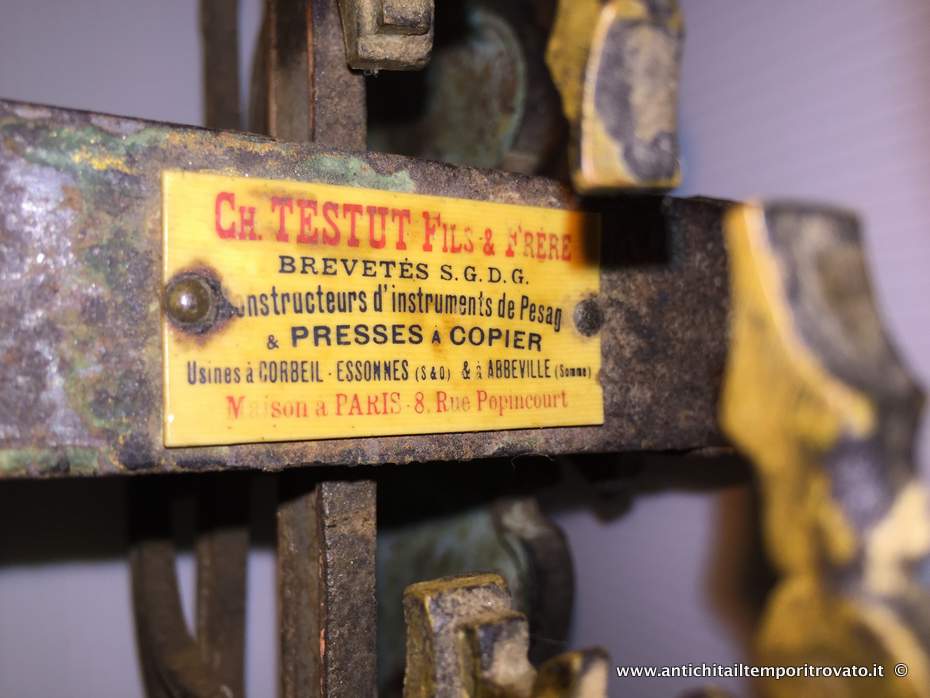 CH. TESTUT FILS & FRÈRE
BREVETÉS S.G.D.G.
onstructeurs d'instruments de Pesag
& PRESSES A COPIER
Usines à CORBEIL - ESSONNES (S&O) & à ABBEVILLE (Somme)
Maison à PARIS - 8, Rue Popincourt
www.antichitailtemporitrovato.it ©